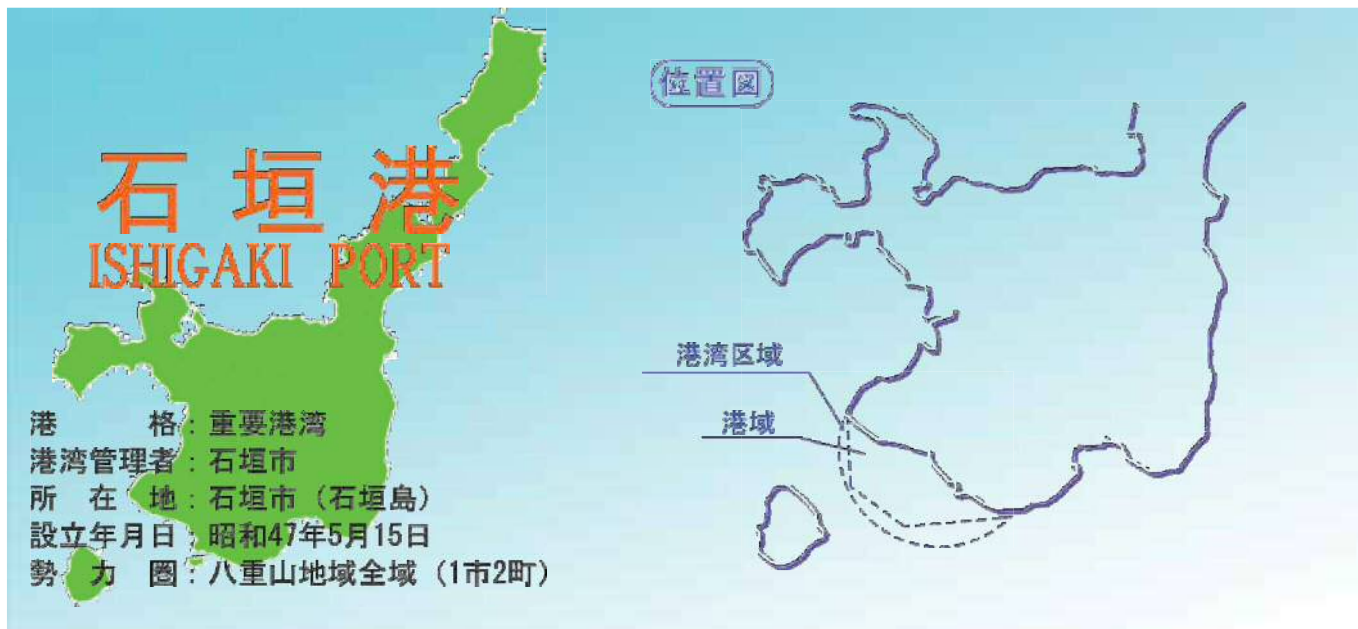 石垣港
ISHIGAKI PORT
港格：重要港湾
港湾管理者：石垣市
所在地：石垣市（石垣島）
設立年月日：昭和47年5月15日
勢力圏：八重山地域全域（1市2町）
位置図
港湾区域
港域